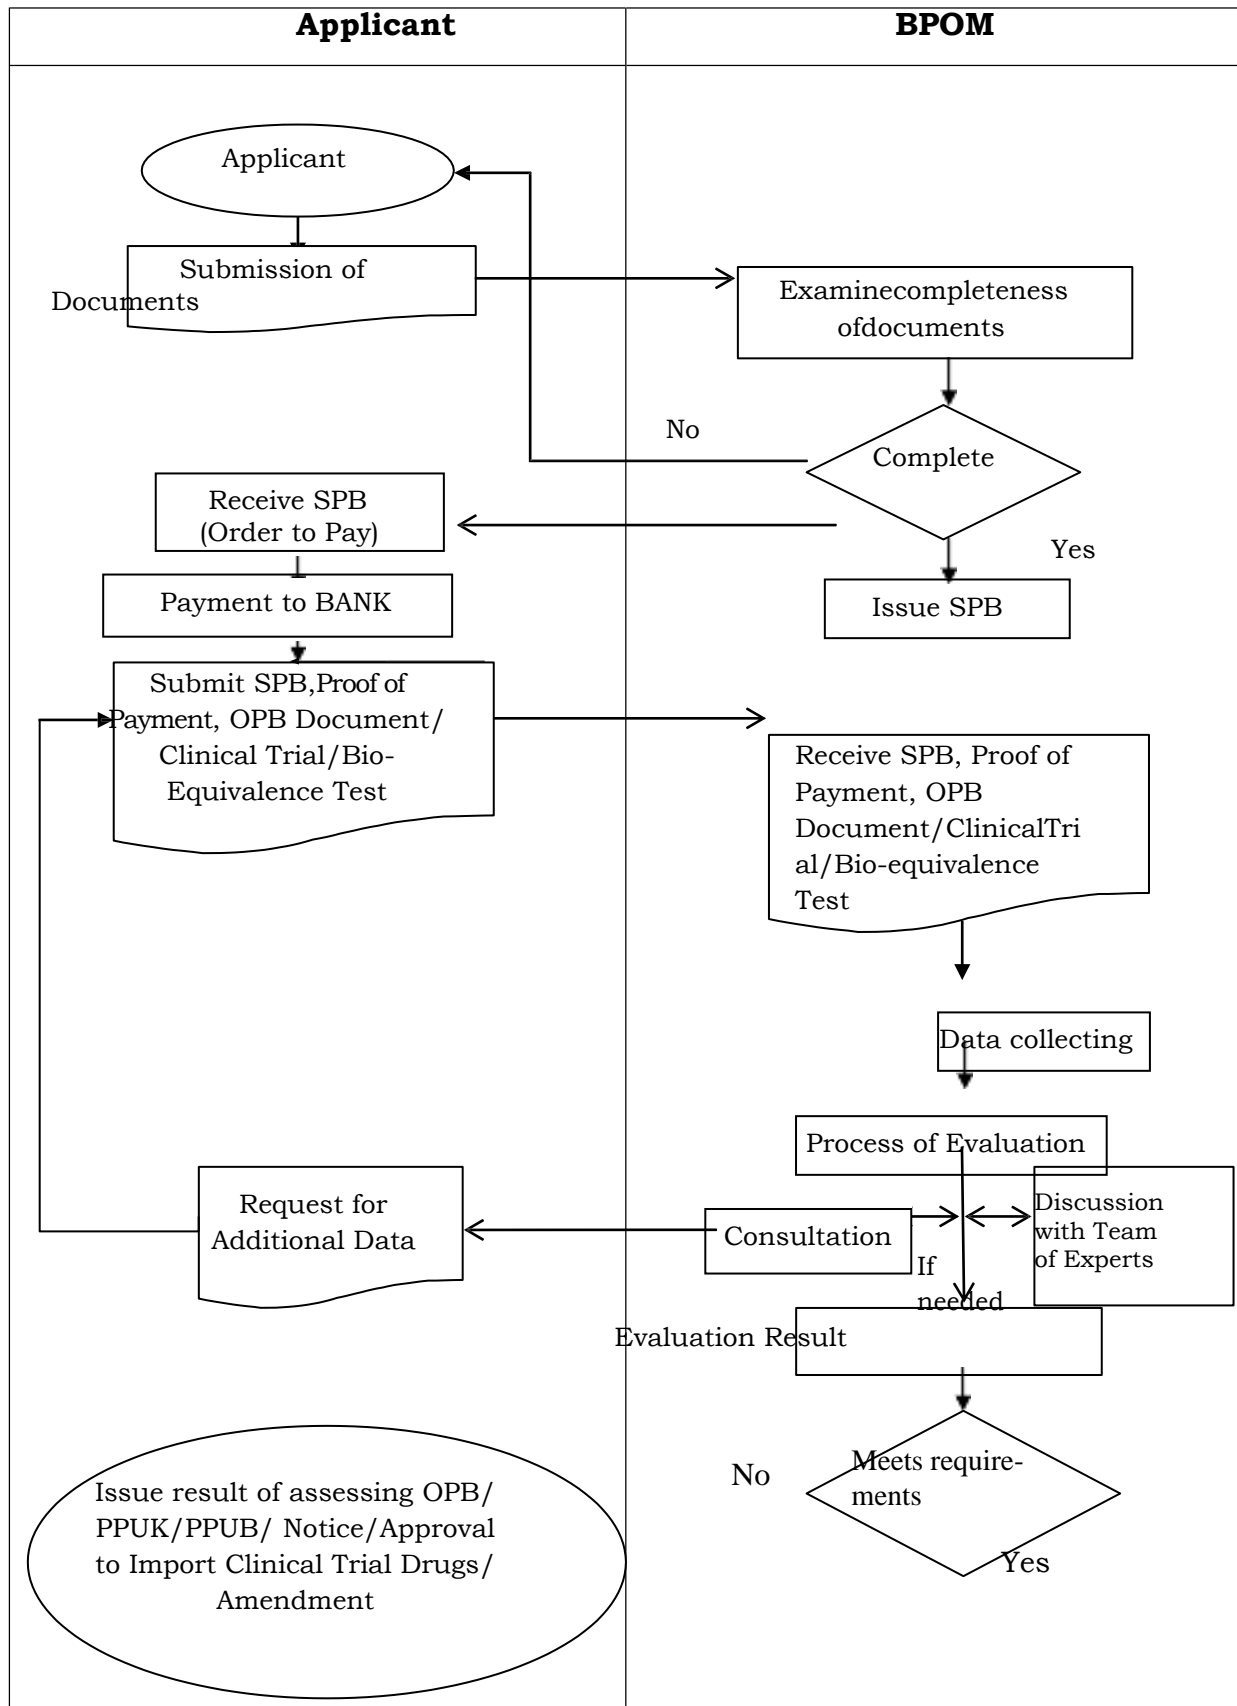 Applicant
BPOM
Applicant
Submission of
Documents
Examinecompleteness
ofdocuments
No
Complete
Receive SPB
(Order to Pay)
Yes
Payment to BANK
Issue SPB
Submit SPB,Proof of
Payment, OPB Document/
Clinical Trial/Bio-
Equivalence Test
Receive SPB, Proof of
Payment, OPB
Document/ClinicalTri
al/Bio-equivalence
Test
Data collecting
Process of Evaluation
Request for
Additional Data
Consultation
Discussion
with Team
of Experts
If
needed
Evaluation Result
No
Meets require-
ments
Yes
Issue result of assessing OPB/
PPUK/PPUB/ Notice/Approval
to Import Clinical Trial Drugs/
Amendment